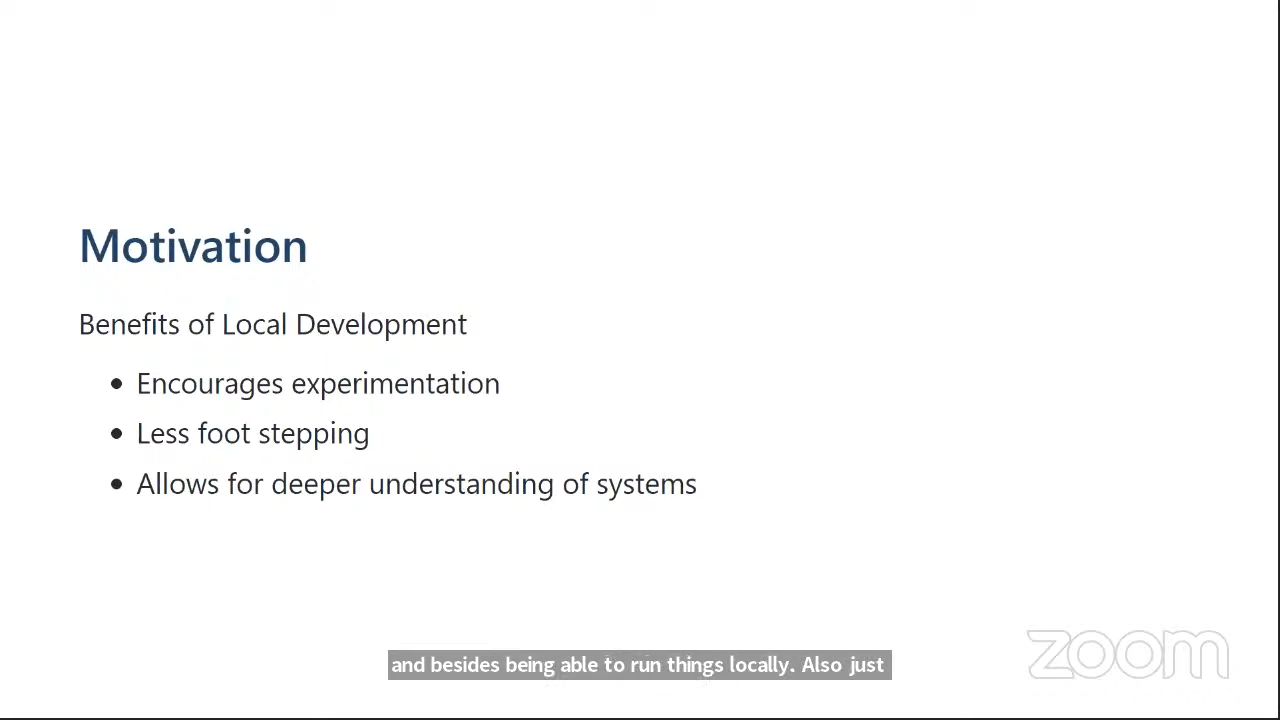 Motivation
Benefits of Local Development
• Encourages experimentation
• Less foot stepping
• Allows for deeper understanding of systems
and besides being able to run things locally. Also just
zoom